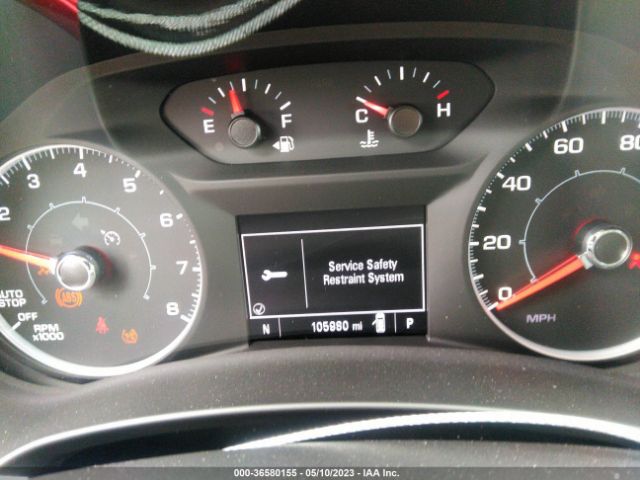 E F C H
2 3 4 5 6 7 8
AUTO
STOP
OFF
RPM
x1000
ABS
Service Safety
Restraint System
N 105980 mi P
0 20 40 60 80
MPH
000-36580155 - 05/10/2023 - IAA Inc.